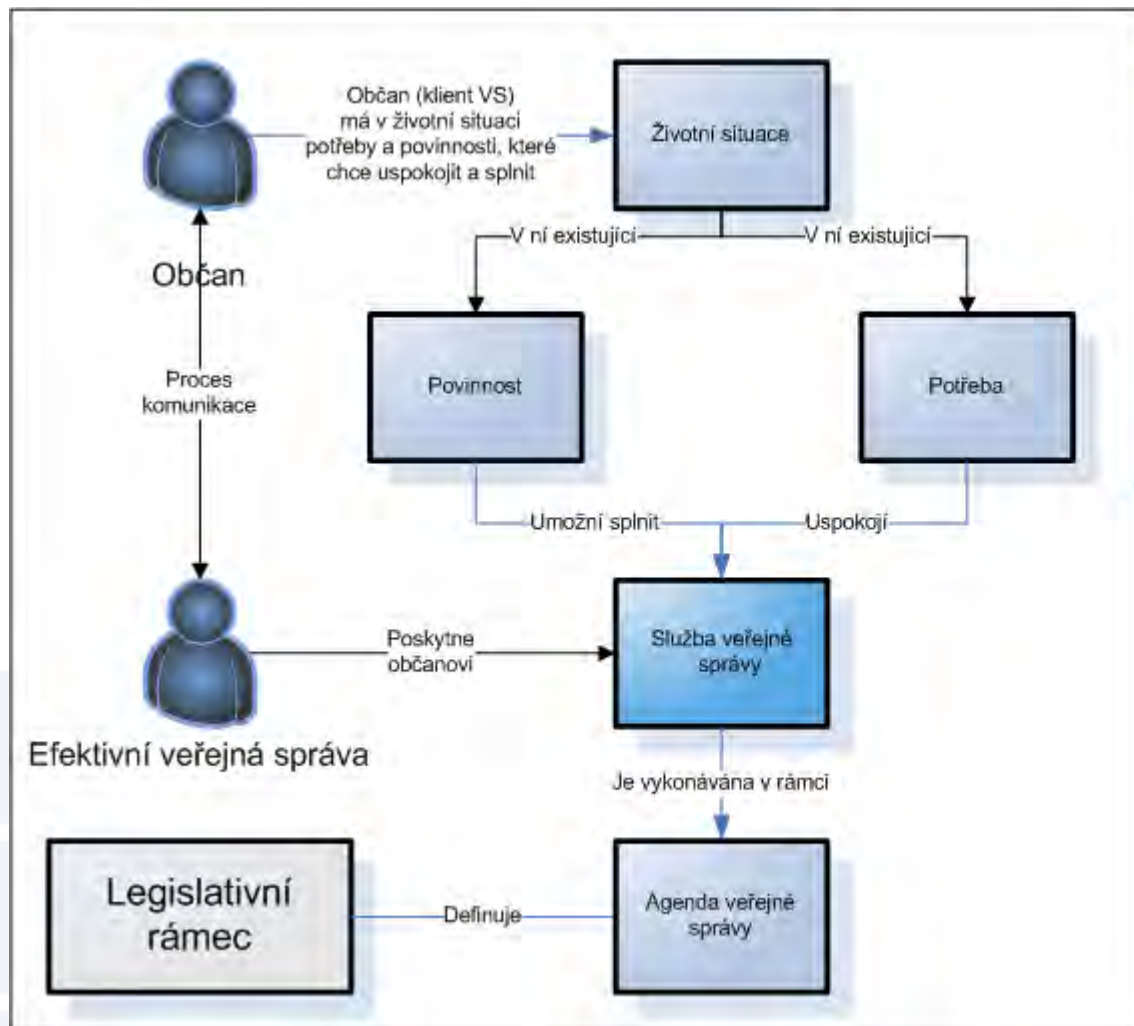 Občan (klient VS)
má v životní situaci
potřeby a povinnosti, které
chce uspokojit a splnit
Životní situace
V ní existující
V ní existující
Občan
Povinnost
Potřeba
Proces
komunikace
Umožní splnit
Uspokojí
Poskytne
občanovi
Služba veřejné
správy
Efektivní veřejná správa
Je vykonávána v rámci
Legislativní
rámec
Definuje
Agenda veřejné
správy